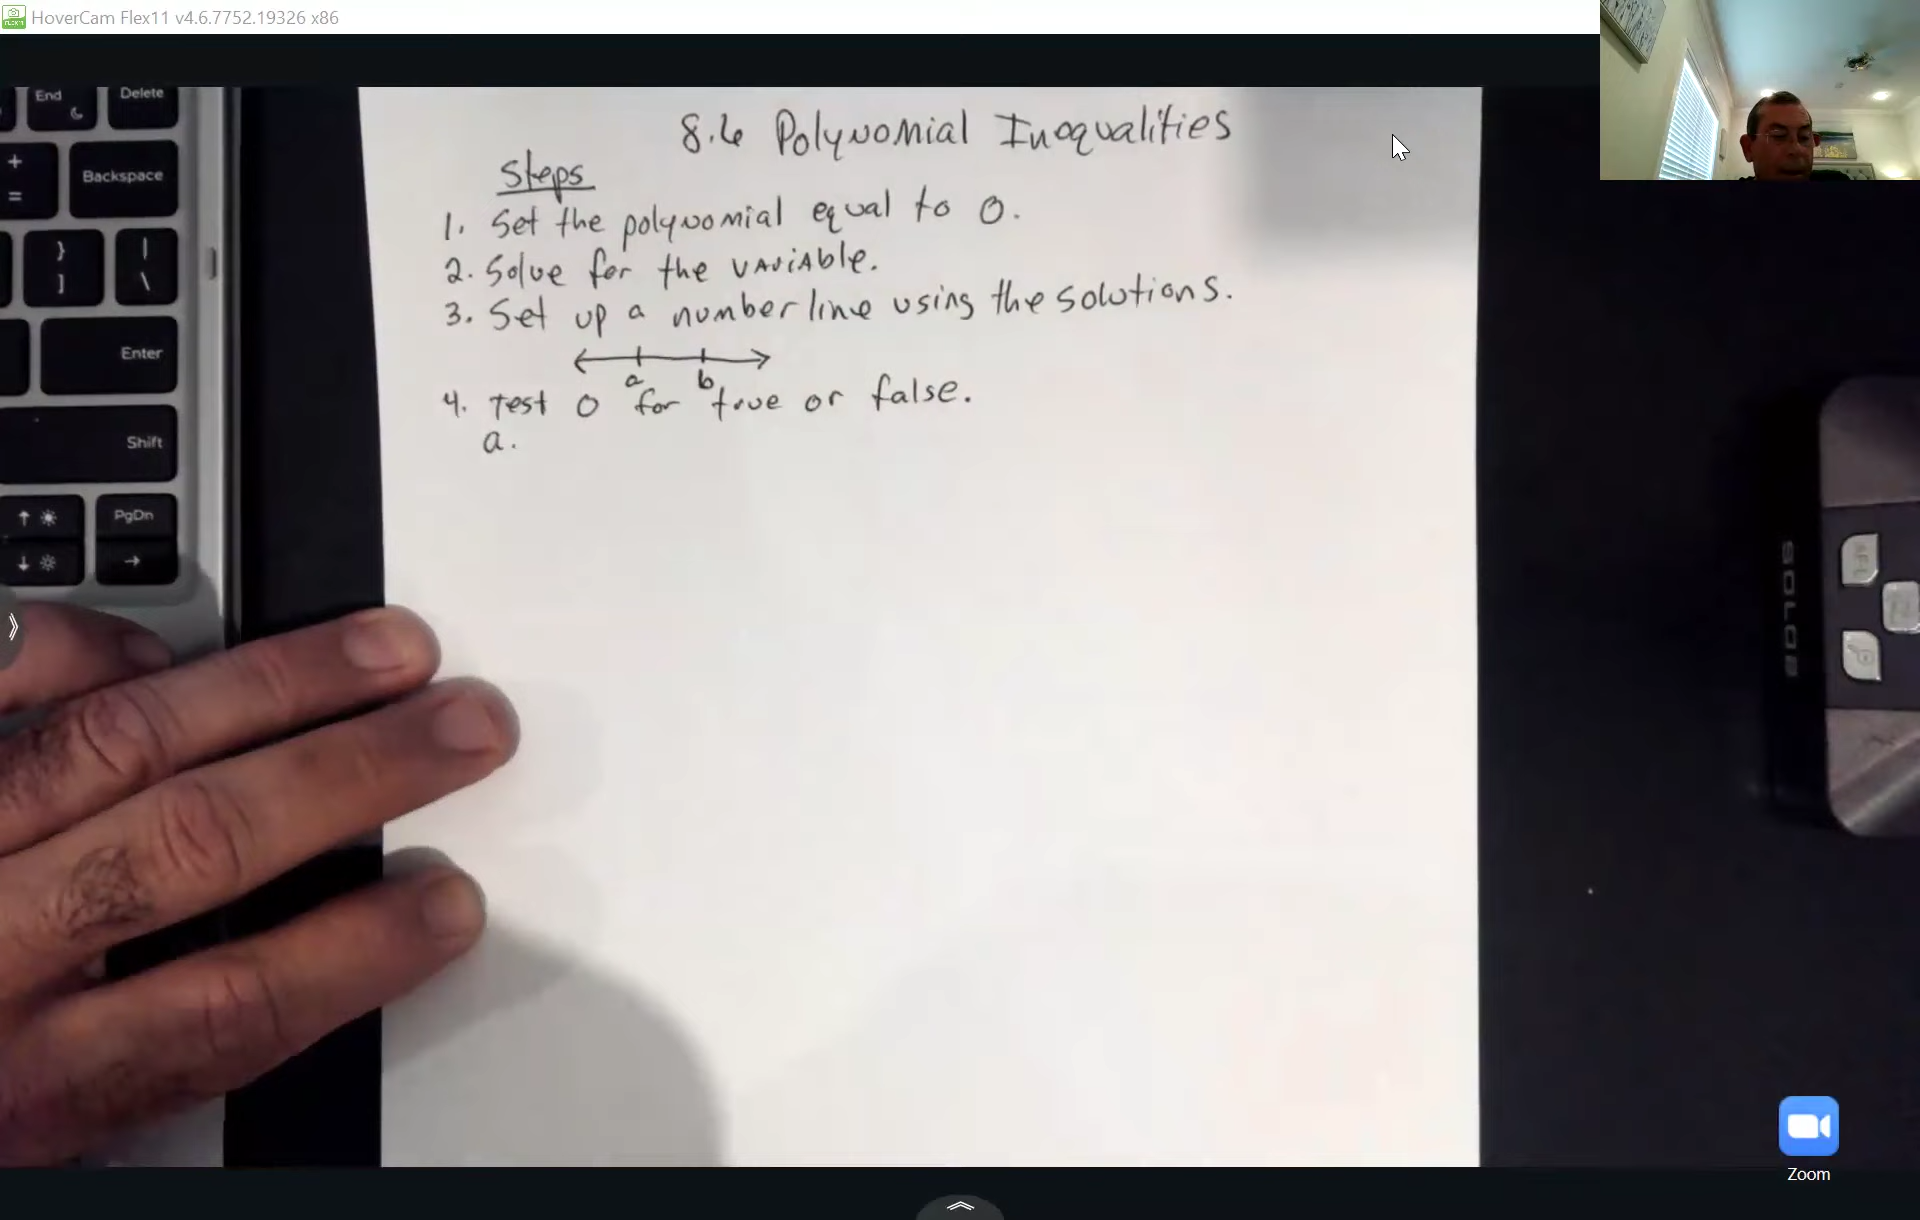 HoverCam Flex11 v4.6.7752.19326 x86
8.6 Polynomial Inequalities
Steps
1. Set the polynomial equal to 0.
2. Solve for the variable.
3. Set up a number line using the solutions.
a b
4. Test 0 for true or false.
a.
End
Delete
+
=
Backspace
}
]
|
\
Enter
Shift
PgDn
SOLO8
Zoom